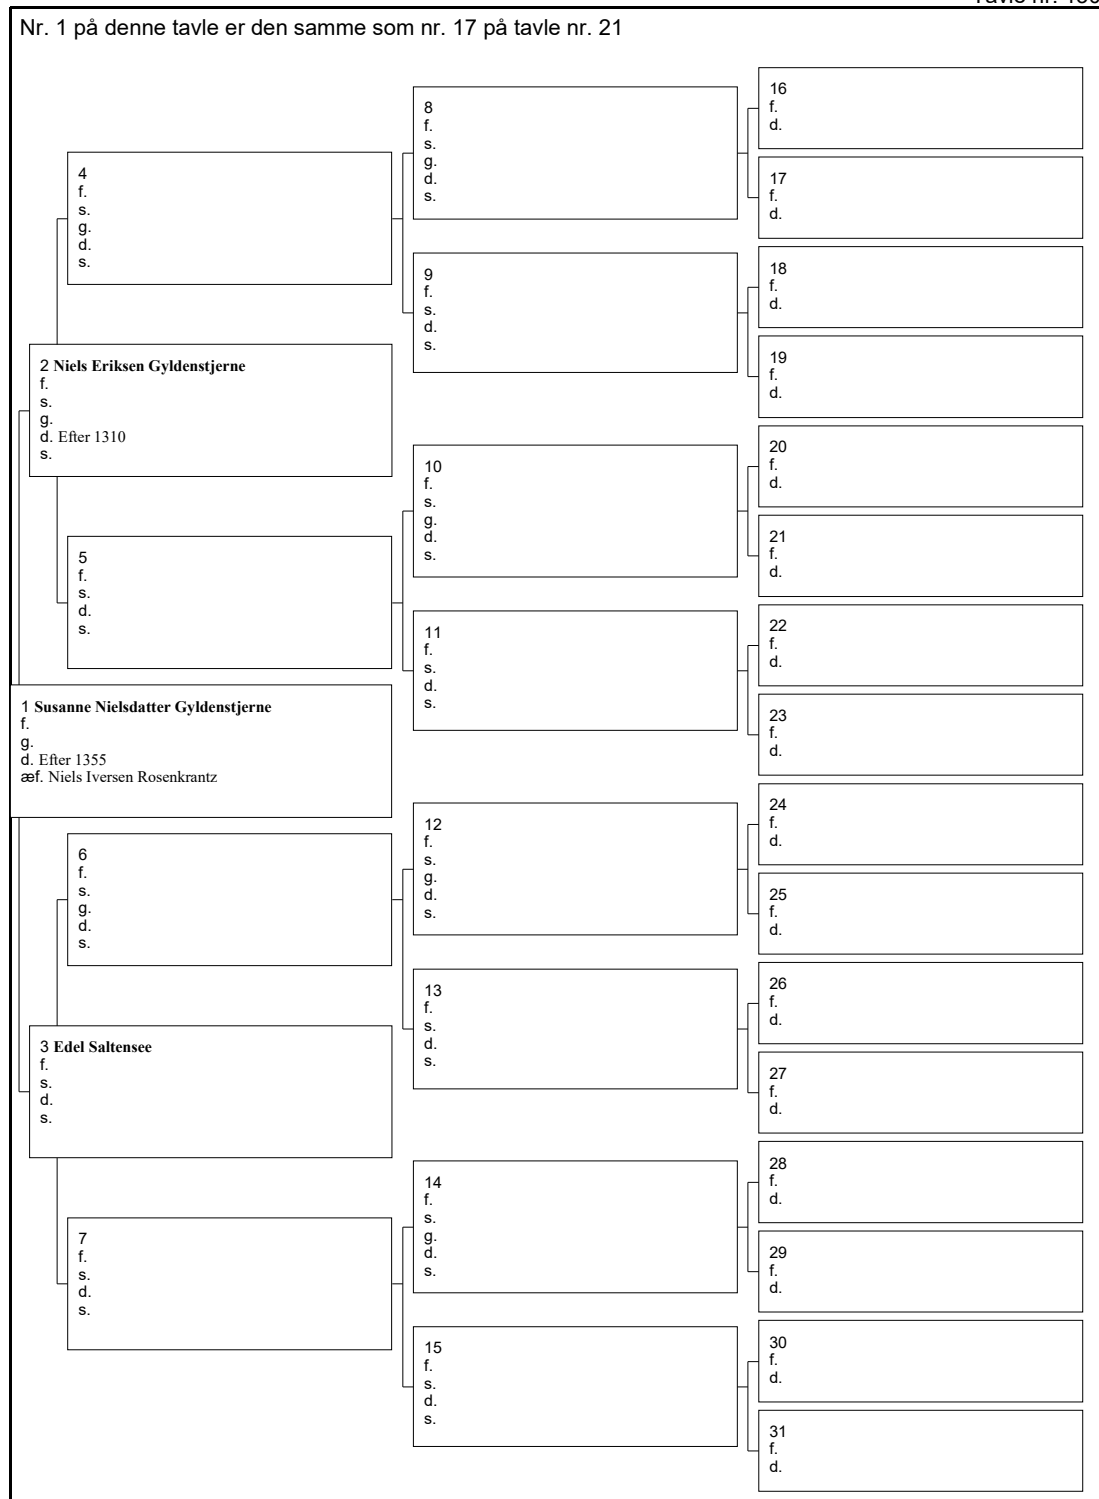 Nr. 1 på denne tavle er den samme som nr. 17 på tavle nr. 21
16
f.
d.
8
f.
s.
g.
d.
s.
17
f.
d.
4
f.
s.
g.
d.
s.
18
f.
d.
9
f.
s.
d.
s.
19
f.
d.
2 Niels Eriksen Gyldenstjerne
f.
s.
g.
d. Efter 1310
s.
20
f.
d.
10
f.
s.
g.
d.
s.
21
f.
d.
5
f.
s.
d.
s.
22
f.
d.
11
f.
s.
d.
s.
23
f.
d.
1 Susanne Nielsdatter Gyldenstjerne
f.
g.
d. Efter 1355
æf. Niels Iversen Rosenkrantz
24
f.
d.
12
f.
s.
g.
d.
s.
25
f.
d.
6
f.
s.
g.
d.
s.
26
f.
d.
13
f.
s.
d.
s.
27
f.
d.
3 Edel Saltensee
f.
s.
d.
s.
28
f.
d.
14
f.
s.
g.
d.
s.
29
f.
d.
7
f.
s.
d.
s.
30
f.
d.
15
f.
s.
d.
s.
31
f.
d.